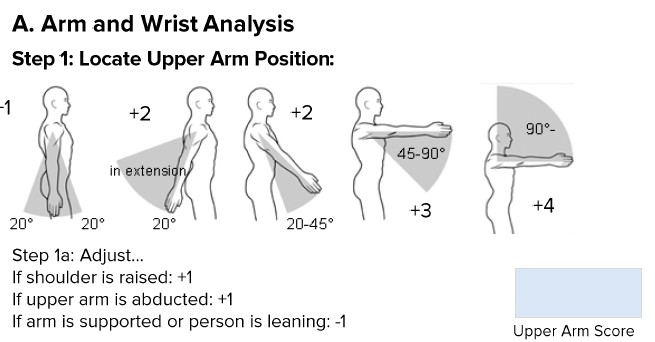 A. Arm and Wrist Analysis
Step 1: Locate Upper Arm Position:
-1
+2
+2
90°-
45-90°
in extension
+3
+4
20°
20°
20°
20-45°
Step 1a: Adjust...
If shoulder is raised: +1
If upper arm is abducted: +1
If arm is supported or person is leaning: -1
Upper Arm Score